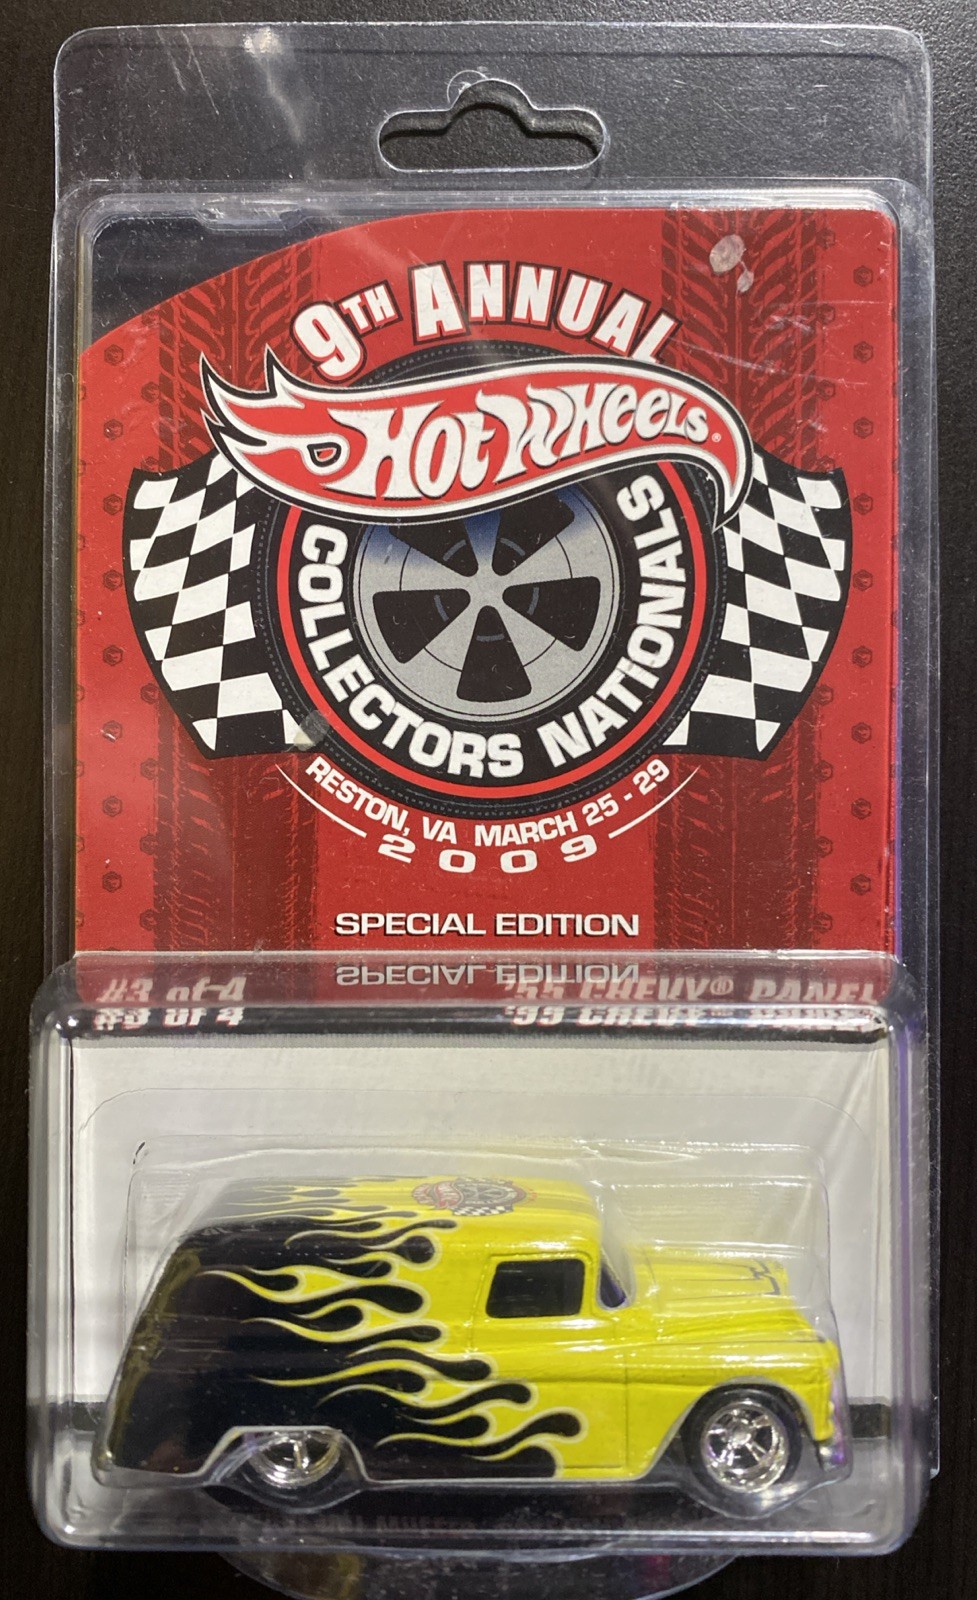 9TH ANNUAL
HOT WHEELS®
COLLECTORS NATIONALS
RESTON, VA MARCH 25 - 29
2009
SPECIAL EDITION
#3 of 4 '55 CHEVY® PANEL